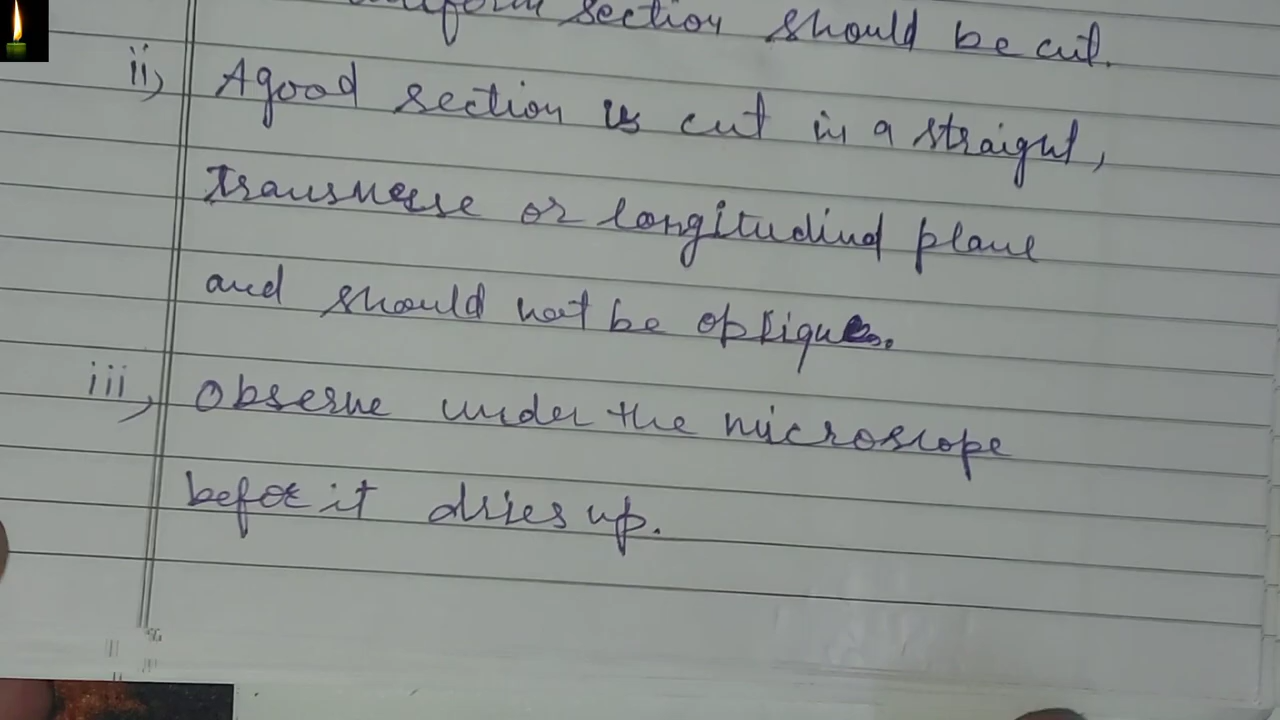 uniform section should be cut.
ii, A good section is cut in a straight,
transverse or longitudinal plane
and should not be oblique.
iii, Observe under the microscope
before it dries up.